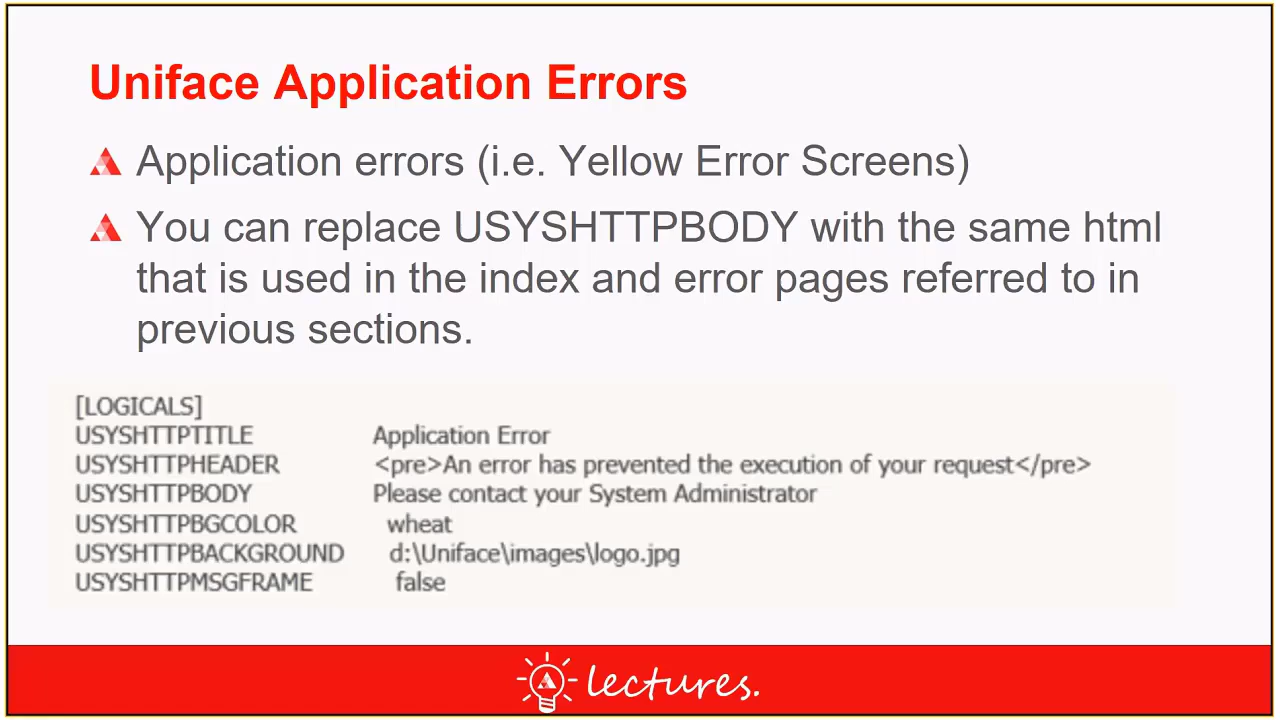 Uniface Application Errors
Application errors (i.e. Yellow Error Screens)
You can replace USYSHTTPBODY with the same html
that is used in the index and error pages referred to in
previous sections.
[LOGICALS]
USYSHTTPTITLE Application Error
USYSHTTPHEADER <pre>An error has prevented the execution of your request</pre>
USYSHTTPBODY Please contact your System Administrator
USYSHTTPBGCOLOR wheat
USYSHTTPBACKGROUND d:\Uniface\images\logo.jpg
USYSHTTPMSGFRAME false
lectures.